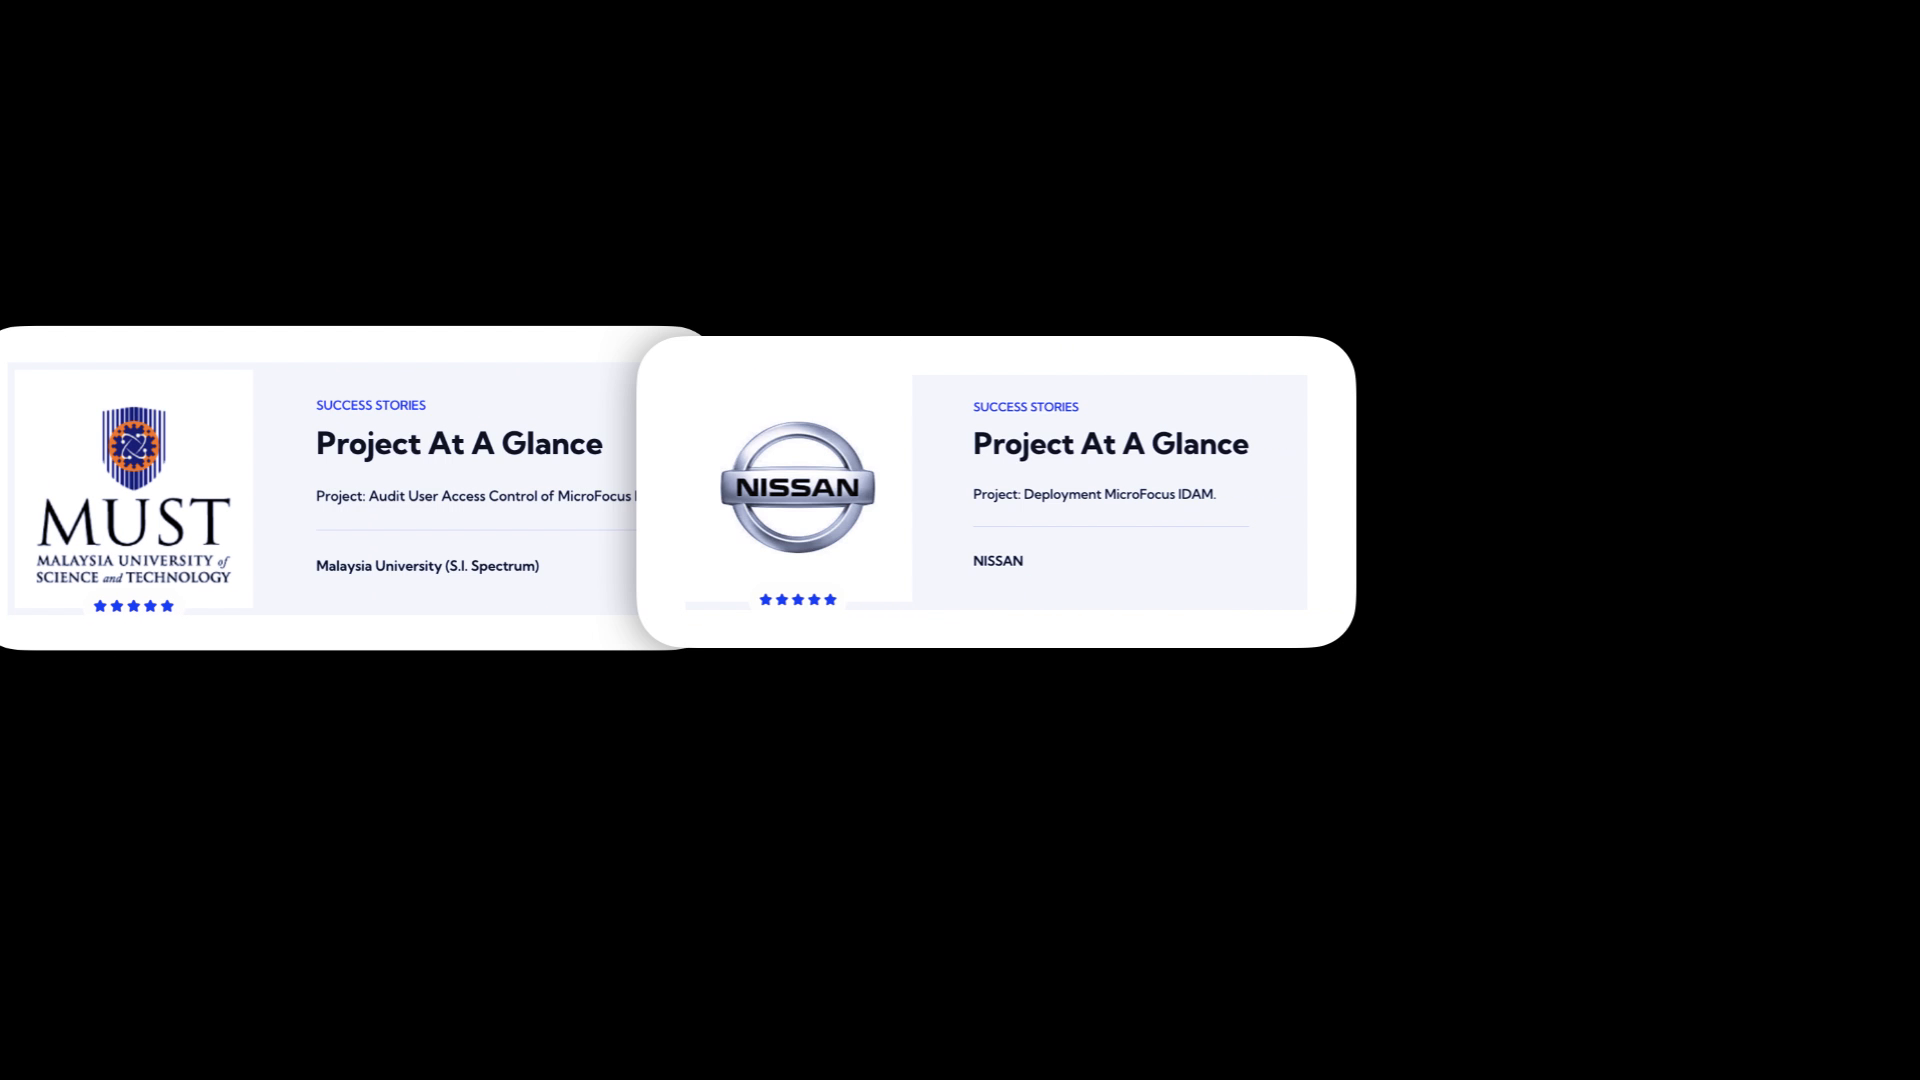 MUST
MALAYSIA UNIVERSITY of
SCIENCE and TECHNOLOGY
SUCCESS STORIES
Project At A Glance
Project: Audit User Access Control of MicroFocus
Malaysia University (S.I. Spectrum)
NISSAN
SUCCESS STORIES
Project At A Glance
Project: Deployment MicroFocus IDAM.
NISSAN